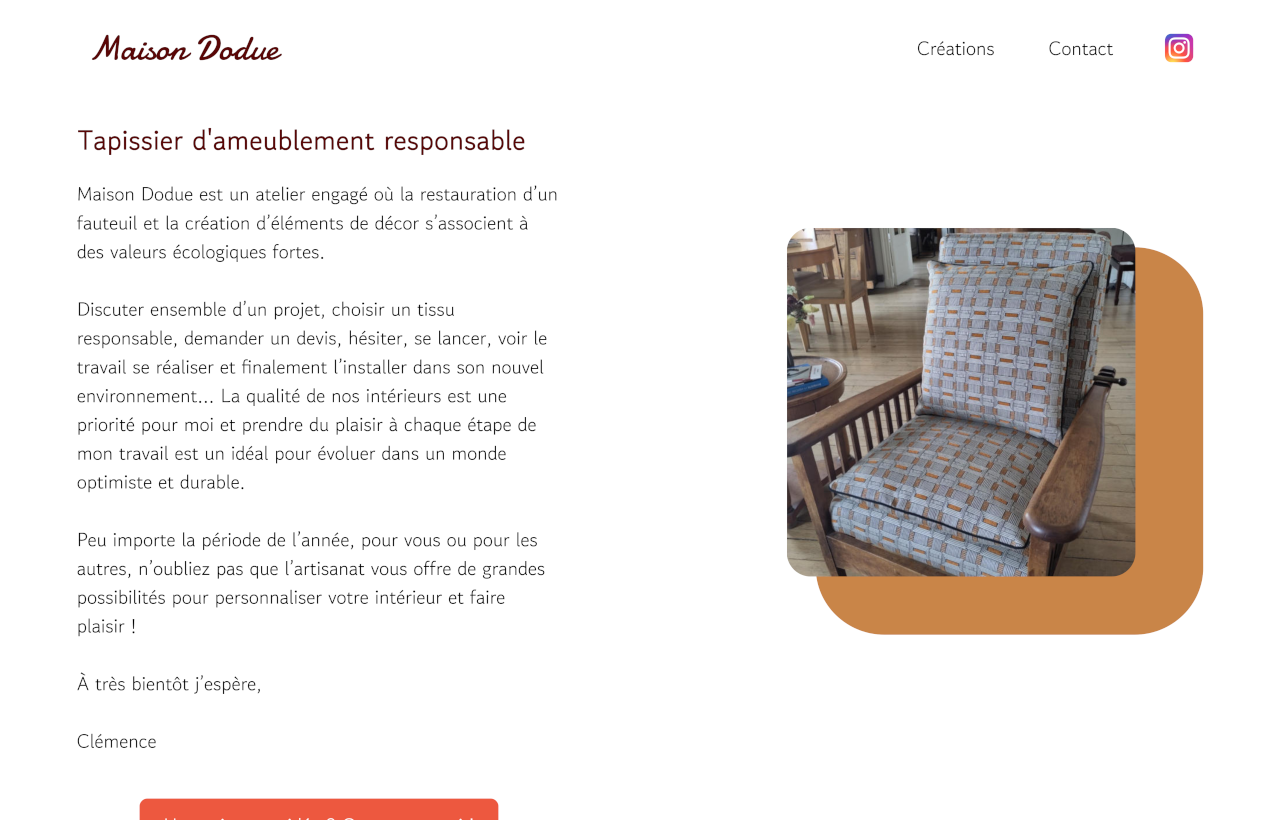 Maison Dodue
Créations
Contact
Tapissier d'ameublement responsable
Maison Dodue est un atelier engagé où la restauration d’un
fauteuil et la création d’éléments de décor s’associent à
des valeurs écologiques fortes.
Discuter ensemble d’un projet, choisir un tissu
responsable, demander un devis, hésiter, se lancer, voir le
travail se réaliser et finalement l’installer dans son nouvel
environnement... La qualité de nos intérieurs est une
priorité pour moi et prendre du plaisir à chaque étape de
mon travail est un idéal pour évoluer dans un monde
optimiste et durable.
Peu importe la période de l’année, pour vous ou pour les
autres, n’oubliez pas que l’artisanat vous offre de grandes
possibilités pour personnaliser votre intérieur et faire
plaisir !
À très bientôt j’espère,
Clémence